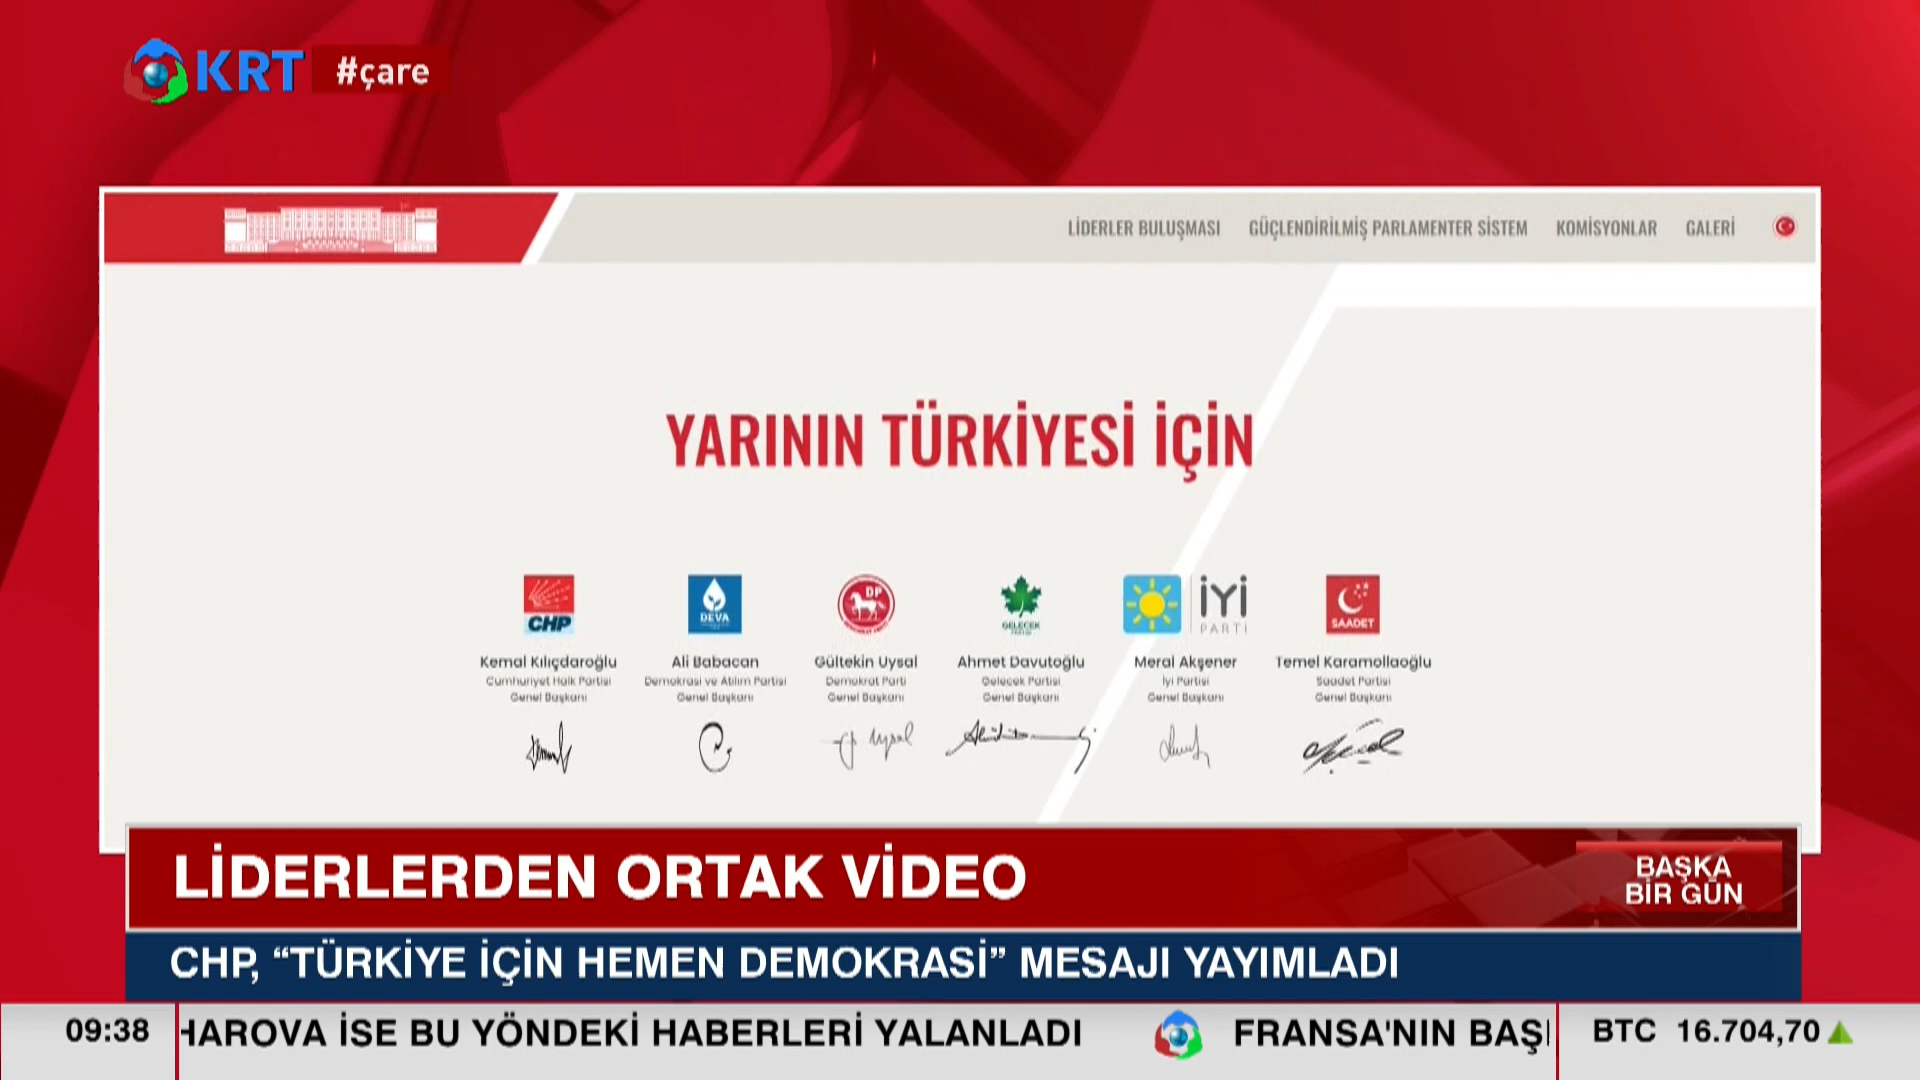 KRT #çare
LİDERLER BULUŞMASI GÜÇLENDİRİLMİŞ PARLAMENTER SİSTEM KOMİSYONLAR GALERİ
YARININ TÜRKİYESİ İÇİN
CHP DEVA DP GELECEK PARTİSİ İYİ PARTİ SAADET
Kemal Kılıçdaroğlu Ali Babacan Gültekin Uysal Ahmet Davutoğlu Meral Akşener Temel Karamollaoğlu
Cumhuriyet Halk Partisi Demokrasi ve Atılım Partisi Demokrat Parti Gelecek Partisi İyi Partisi Saadet Partisi
Genel Başkanı Genel Başkanı Genel Başkanı Genel Başkanı Genel Başkanı Genel Başkanı
LİDERLERDEN ORTAK VİDEO
BAŞKA
BİR GÜN
CHP, “TÜRKİYE İÇİN HEMEN DEMOKRASİ” MESAJI YAYIMLADI
09:38 HAROVA İSE BU YÖNDEKİ HABERLERİ YALANLADI FRANSA'NIN BAŞ BTC 16.704,70